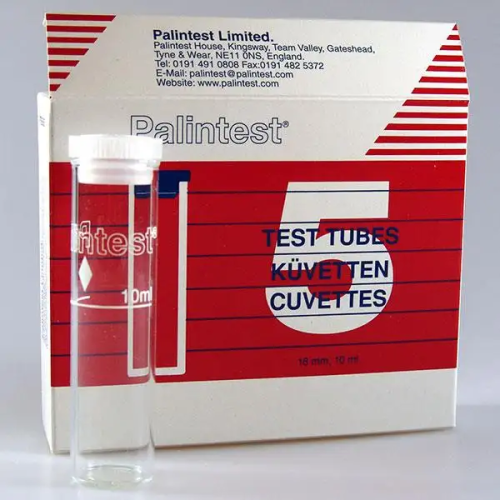 Palintest Limited.
Palintest House, Kingsway, Team Valley, Gateshead,
Tyne & Wear, NE11 0NS, England.
Tel: 0191 491 0808 Fax:0191 482 5372
E-Mail: palintest@palintest.com
Website: www.palintest.com
Palintest®
5
TEST TUBES
KÜVETTEN
CUVETTES
16 mm, 10 ml
ntest®
10ml